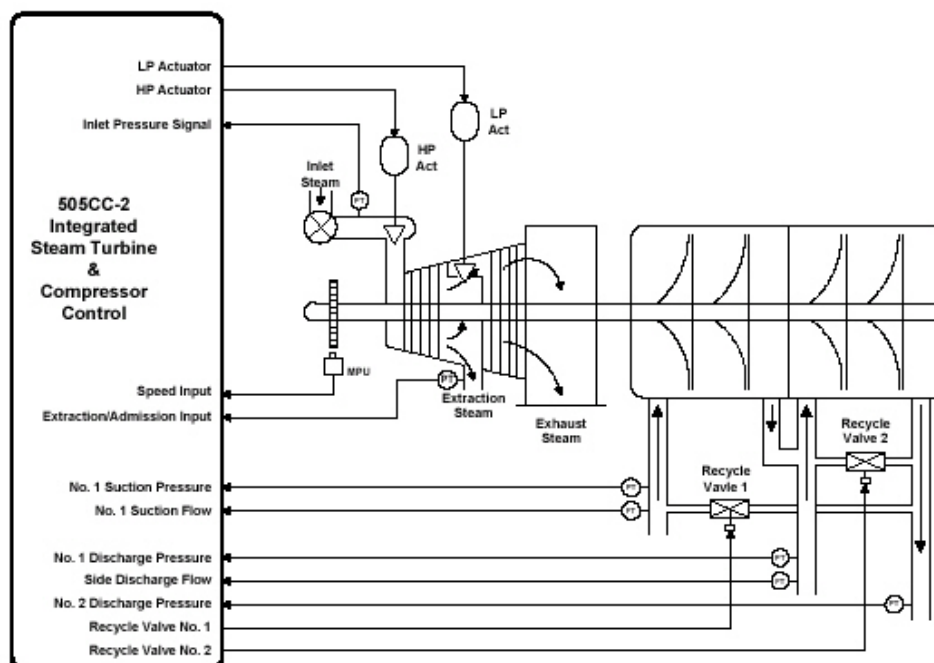 LP Actuator
HP Actuator
Inlet Pressure Signal
505CC-2
Integrated
Steam Turbine
&
Compressor
Control
Speed Input
Extraction/Admission Input
No. 1 Suction Pressure
No. 1 Suction Flow
No. 1 Discharge Pressure
Side Discharge Flow
No. 2 Discharge Pressure
Recycle Valve No. 1
Recycle Valve No. 2
LP
Act
HP
Act
Inlet
Steam
PT
MPU
PT
Extraction
Steam
Exhaust
Steam
Recycle
Valve 2
Recycle
Vavle 1
PT
PT
PT
PT
PT